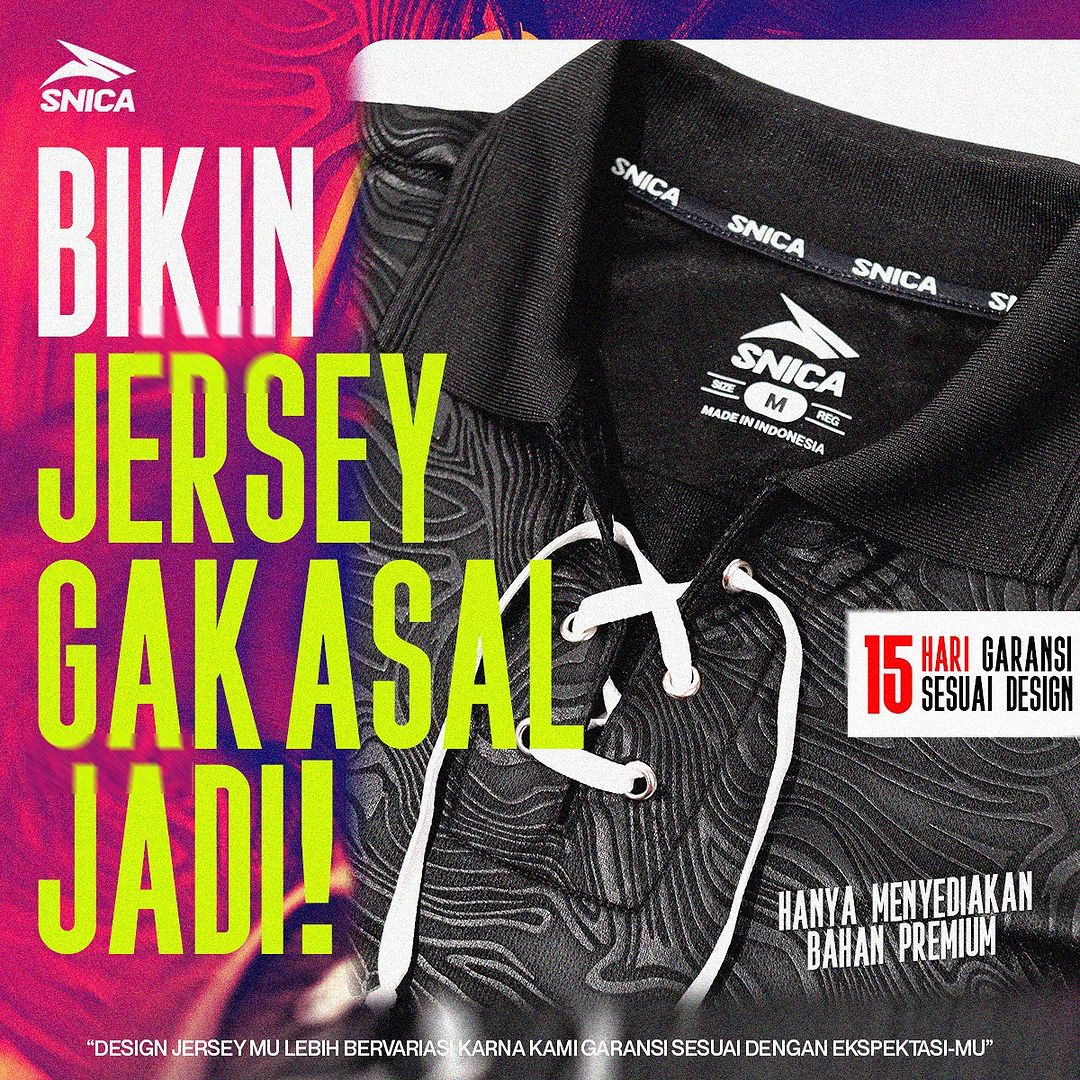 SNICA
BIKIN
JERSEY
GAK ASAL
JADI!
SNICA
SNICA
SNICA
S
SNICA
SIZE M REG
MADE IN INDONESIA
15 HARI GARANSI
SESUAI DESIGN
HANYA MENYEDIAKAN
BAHAN PREMIUM
“DESIGN JERSEY MU LEBIH BERVARIASI KARNA KAMI GARANSI SESUAI DENGAN EKSPEKTASI-MU”